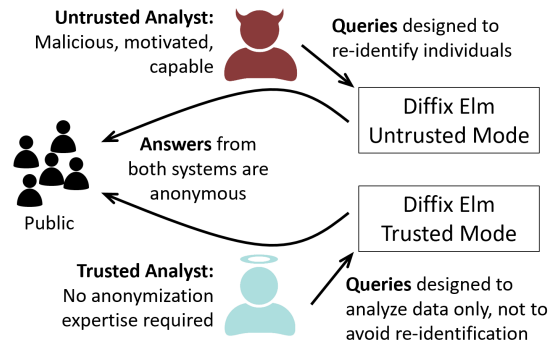 Untrusted Analyst:
Malicious, motivated,
capable
Queries designed to
re-identify individuals
Diffix Elm
Untrusted Mode
Answers from
both systems are
anonymous
Public
Diffix Elm
Trusted Mode
Trusted Analyst:
No anonymization
expertise required
Queries designed to
analyze data only, not to
avoid re-identification